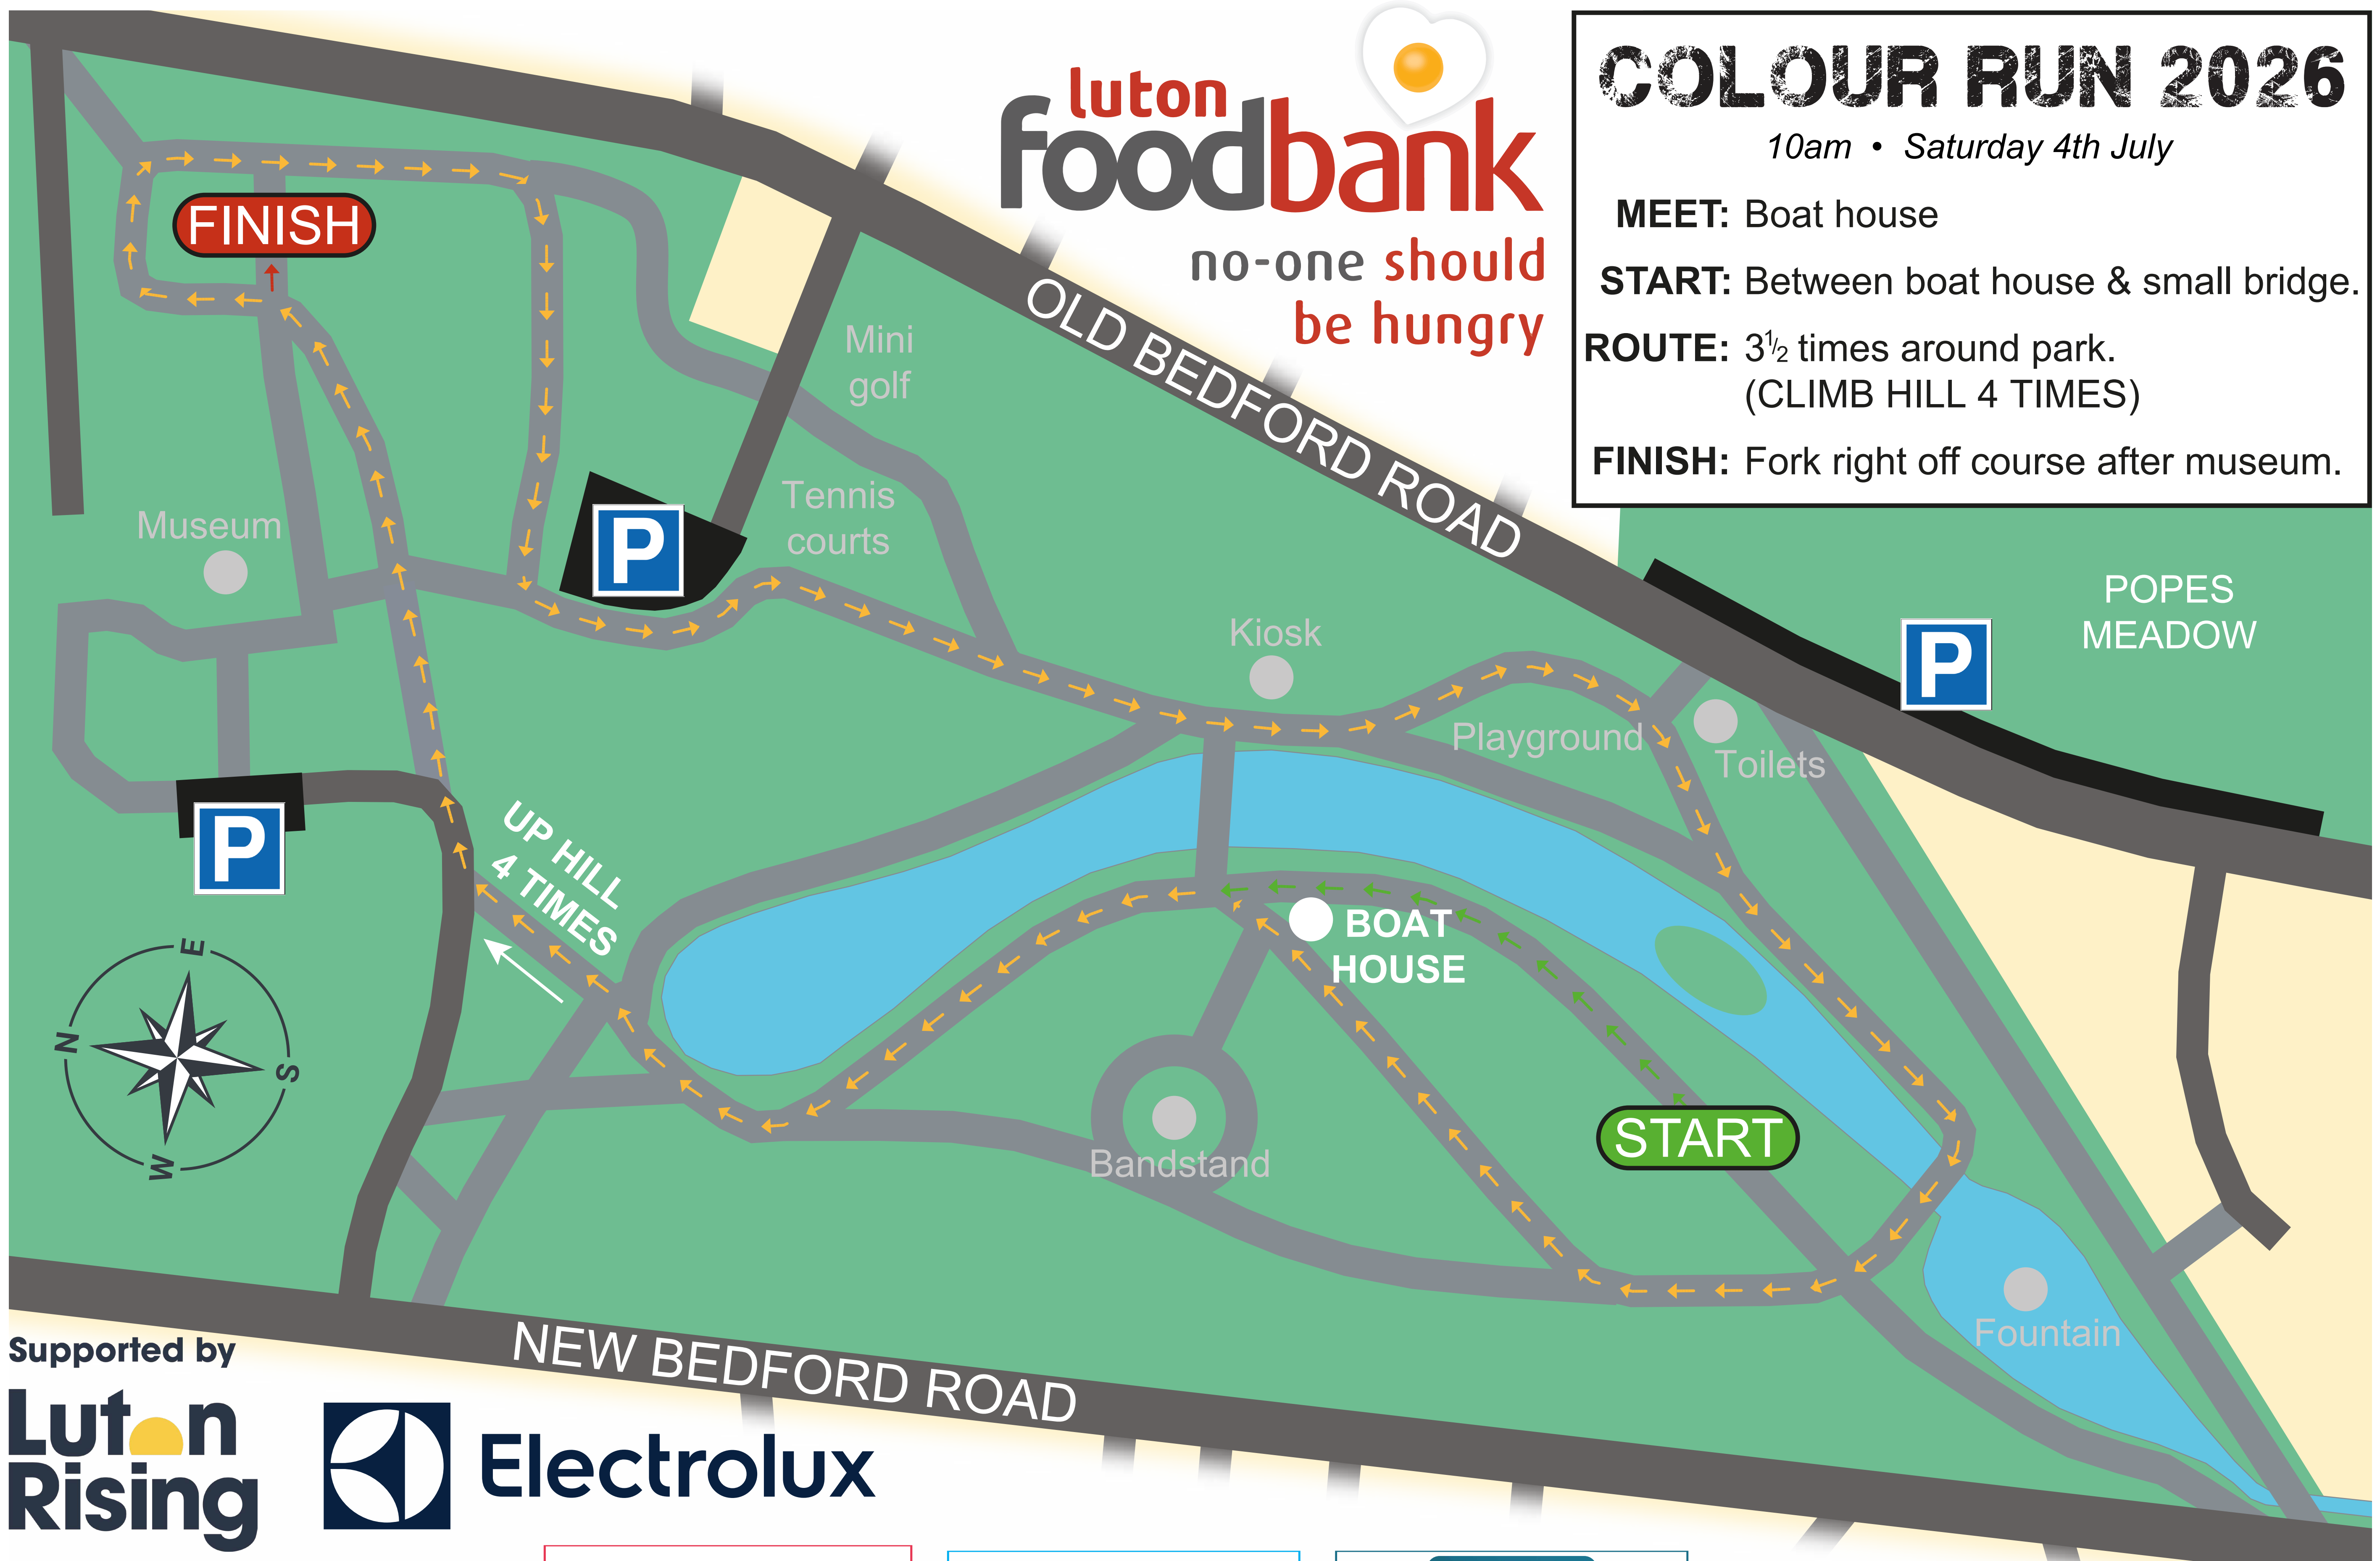 luton
foodbank
no-one should
be hungry
COLOUR RUN 2026
10am • Saturday 4th July
MEET: Boat house
START: Between boat house & small bridge.
ROUTE: 3½ times around park.
(CLIMB HILL 4 TIMES)
FINISH: Fork right off course after museum.
FINISH
Mini
golf
OLD BEDFORD ROAD
Tennis
courts
Museum
P
P
POPES
MEADOW
Kiosk
Playground
Toilets
P
UP HILL
4 TIMES
BOAT
HOUSE
E
N
S
W
START
Bandstand
Fountain
NEW BEDFORD ROAD
Supported by
Luton
Rising
Electrolux